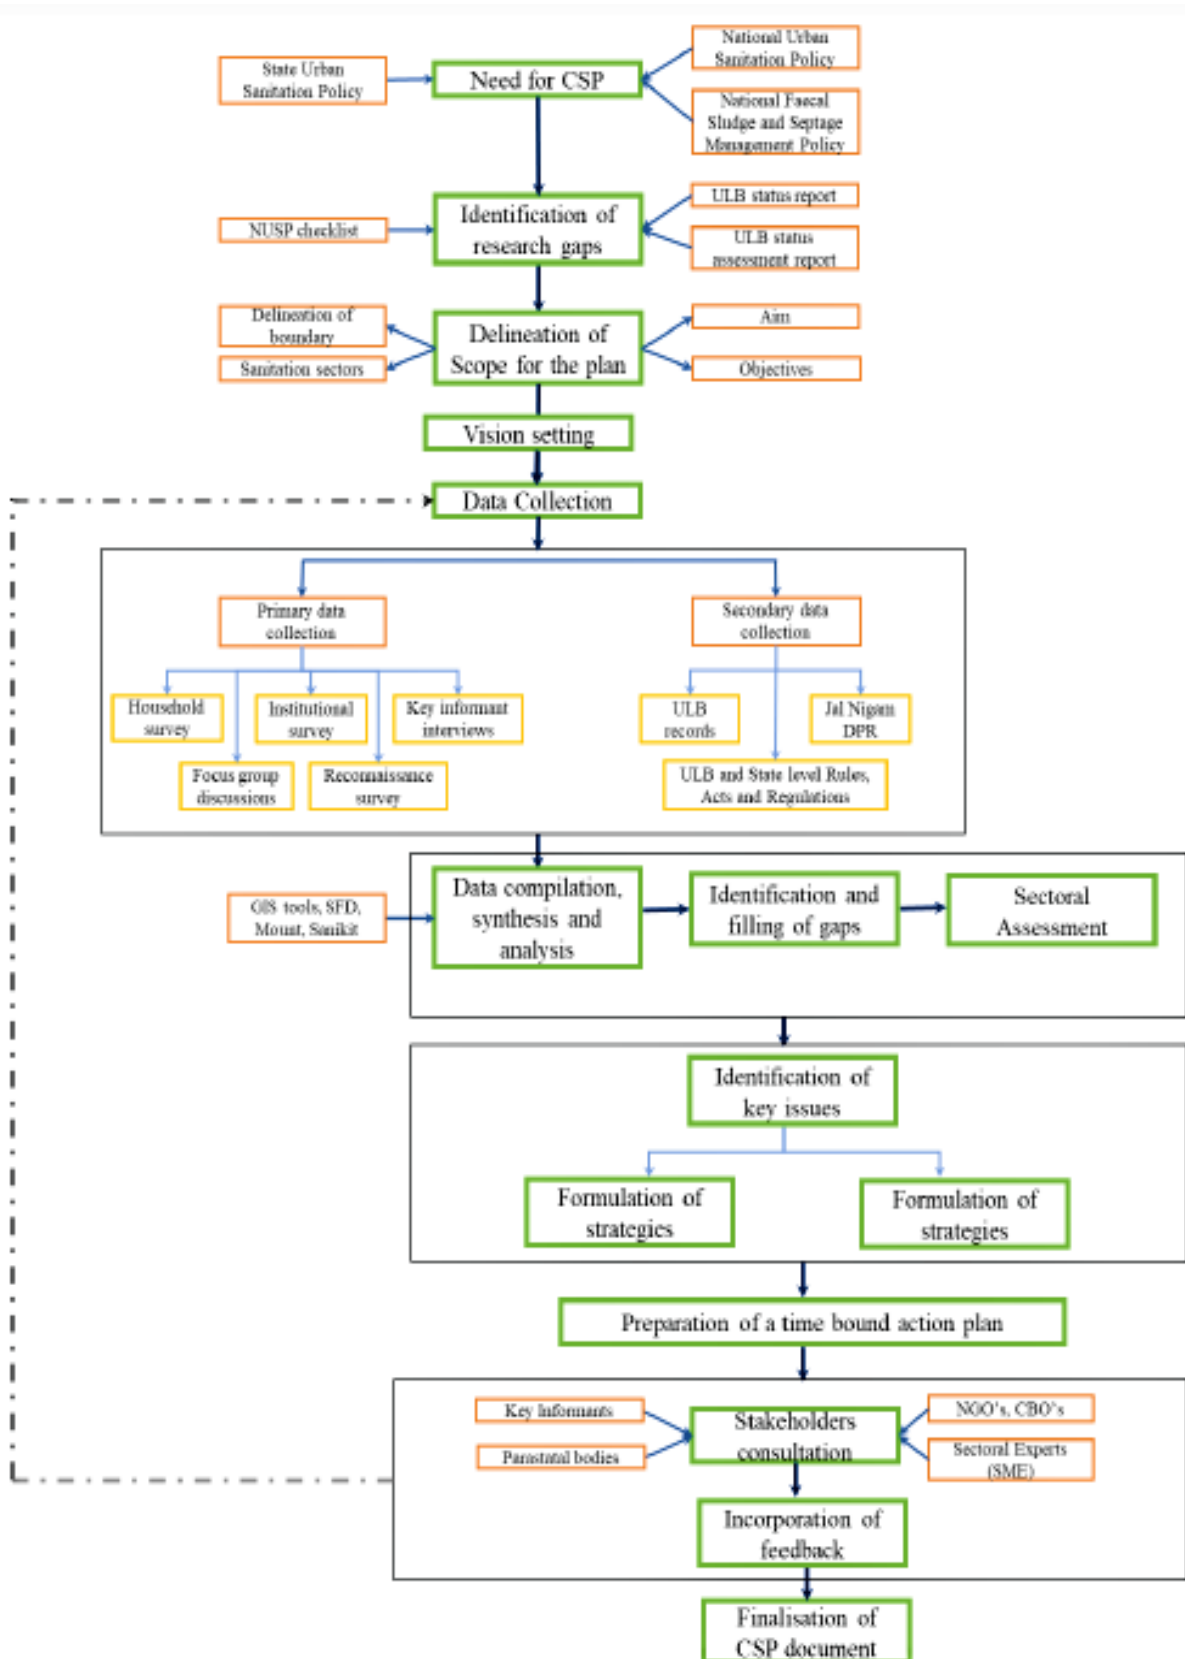 State Urban
Sanitation Policy
Need for CSP
National Urban
Sanitation Policy
National Faecal
Sludge and Septage
Management Policy
NUSP checklist
Identification of
research gaps
ULB status report
ULB status
assessment report
Delineation of
boundary
Sanitation sectors
Delineation of
Scope for the plan
Aim
Objectives
Vision setting
Data Collection
Primary data
collection
Secondary data
collection
Household
survey
Institutional
survey
Key informant
interviews
Focus group
discussions
Reconnaissance
survey
ULB
records
Jal Nigam
DPR
ULB and State level Rules,
Acts and Regulations
GIS tools, SFD,
Mount, Sanikit
Data compilation,
synthesis and
analysis
Identification and
filling of gaps
Sectoral
Assessment
Identification of
key issues
Formulation of
strategies
Formulation of
strategies
Preparation of a time bound action plan
Key Informants
Parastatal bodies
Stakeholders
consultation
NGO's, CBO's
Sectoral Experts
(SME)
Incorporation of
feedback
Finalisation of
CSP document